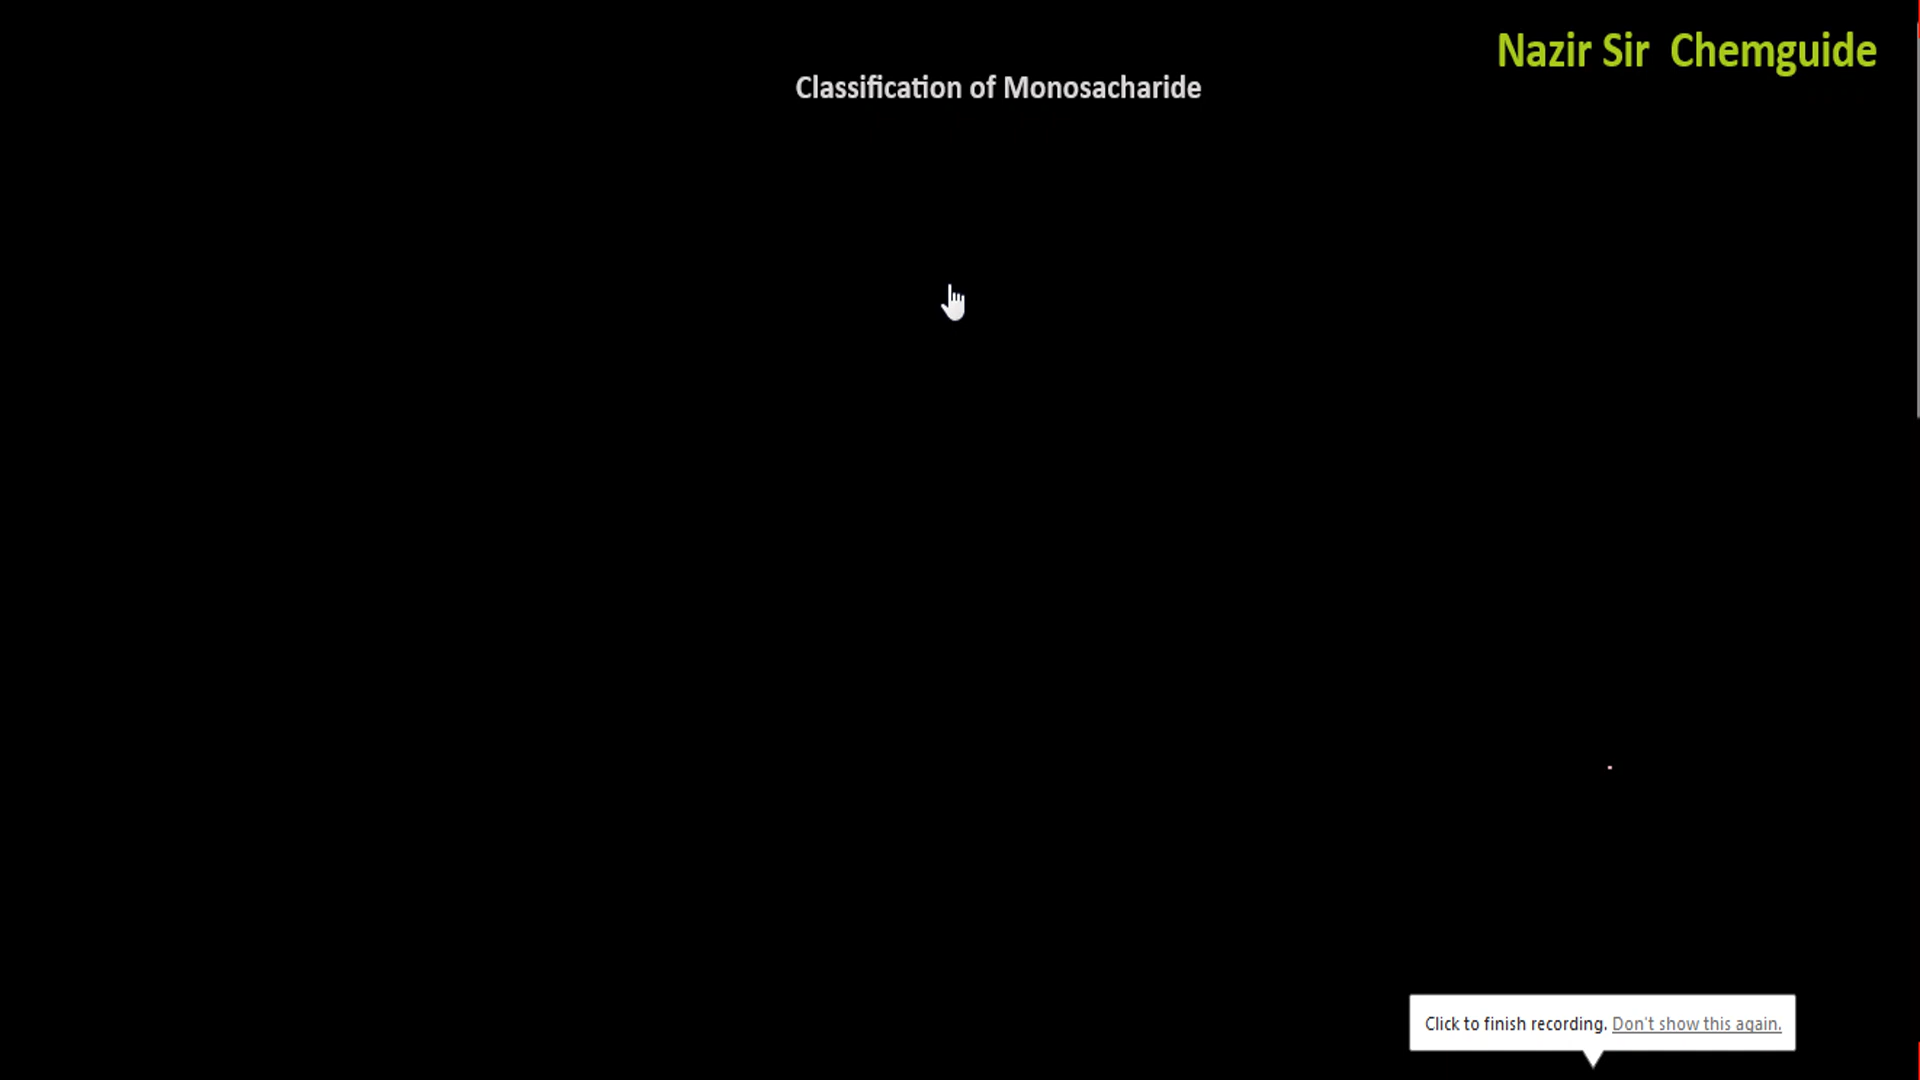 Nazir Sir Chemguide
Classification of Monosacharide
Click to finish recording. Don't show this again.